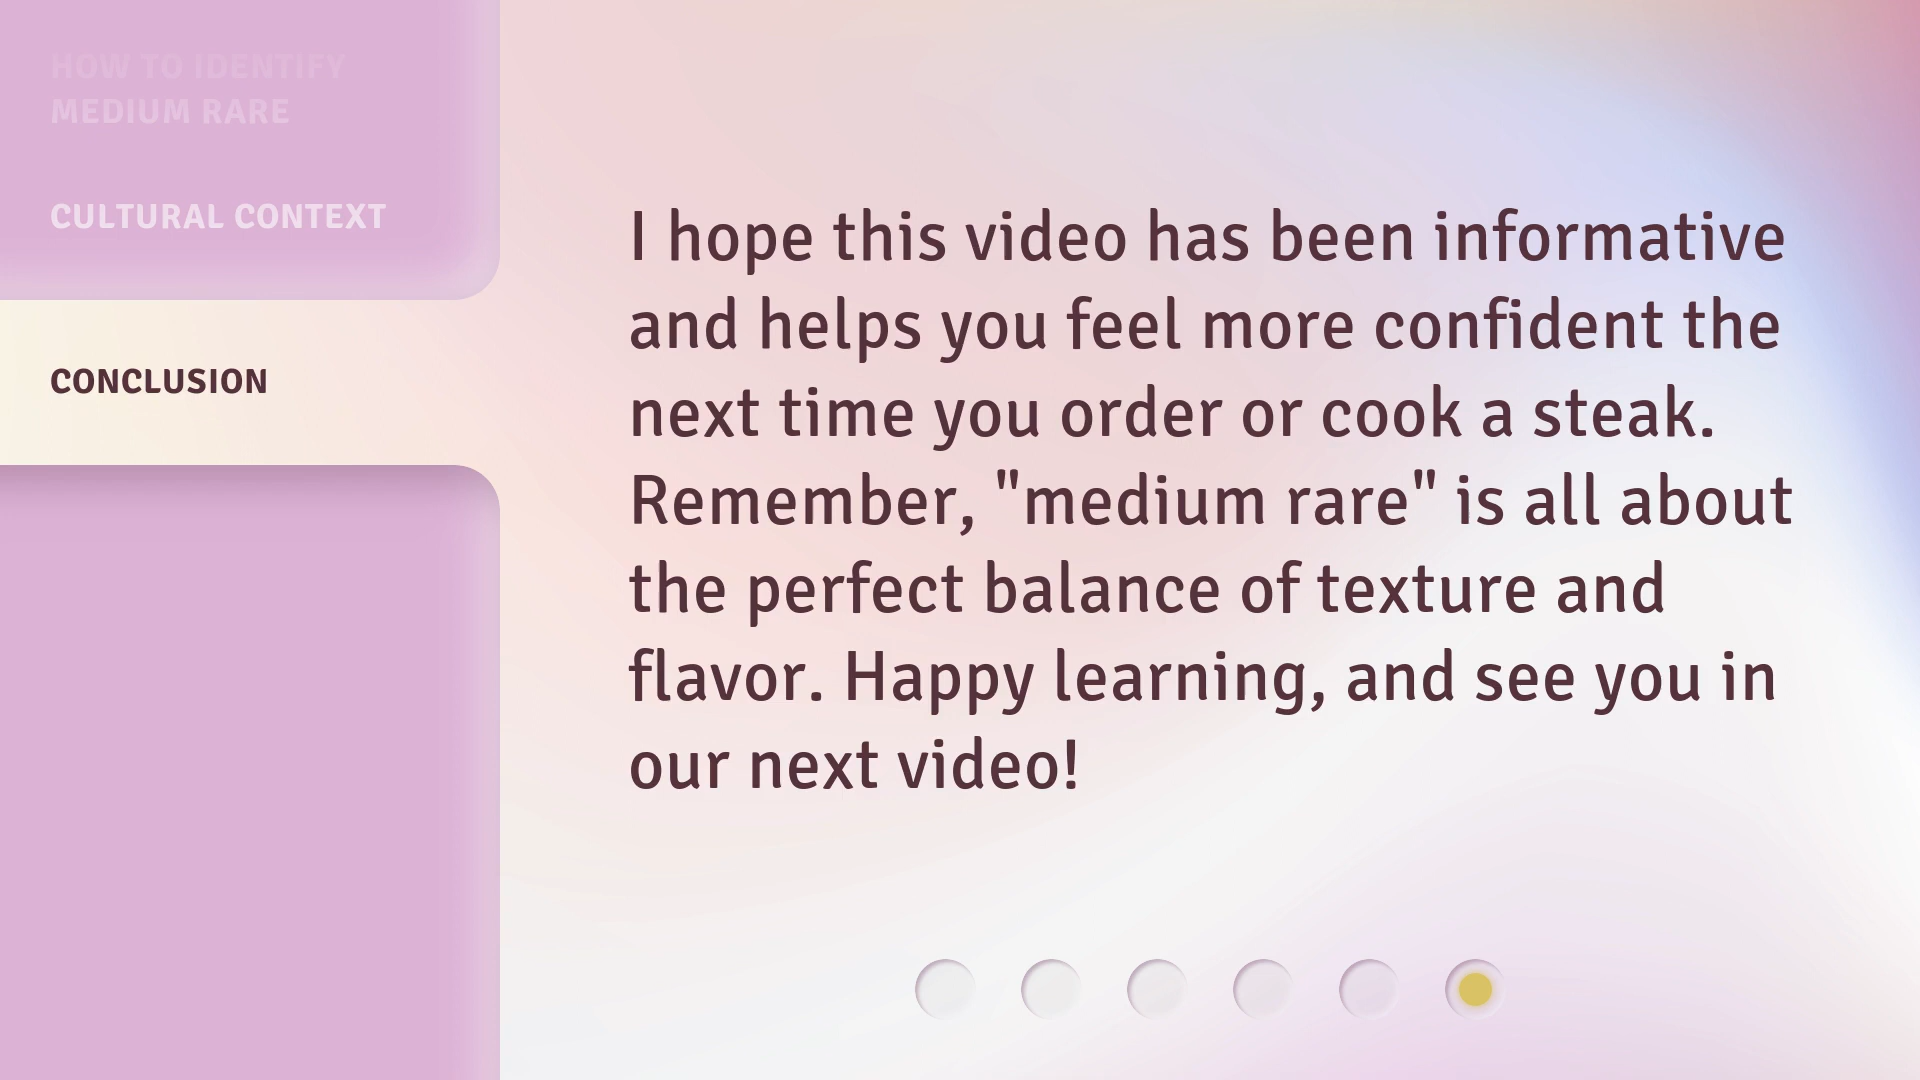 HOW TO IDENTIFY
MEDIUM RARE
CULTURAL CONTEXT
CONCLUSION
I hope this video has been informative
and helps you feel more confident the
next time you order or cook a steak.
Remember, "medium rare" is all about
the perfect balance of texture and
flavor. Happy learning, and see you in
our next video!